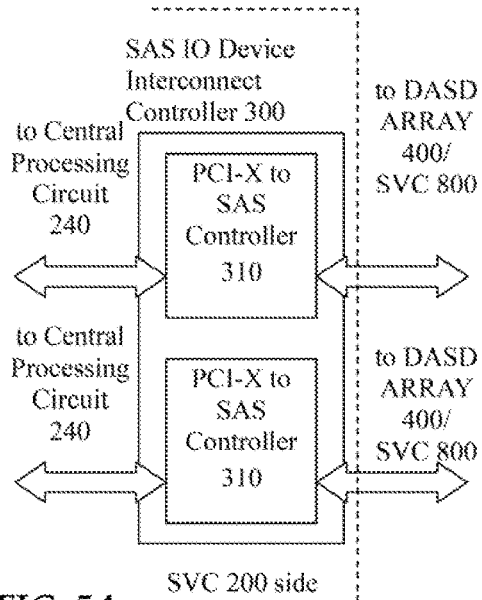 SAS IO Device
Interconnect
Controller 300
to Central
Processing
Circuit
240
PCI-X to
SAS
Controller
310
to DASD
ARRAY
400/
SVC 800
to Central
Processing
Circuit
240
PCI-X to
SAS
Controller
310
to DASD
ARRAY
400/
SVC 800
SVC 200 side
FIG. 5A